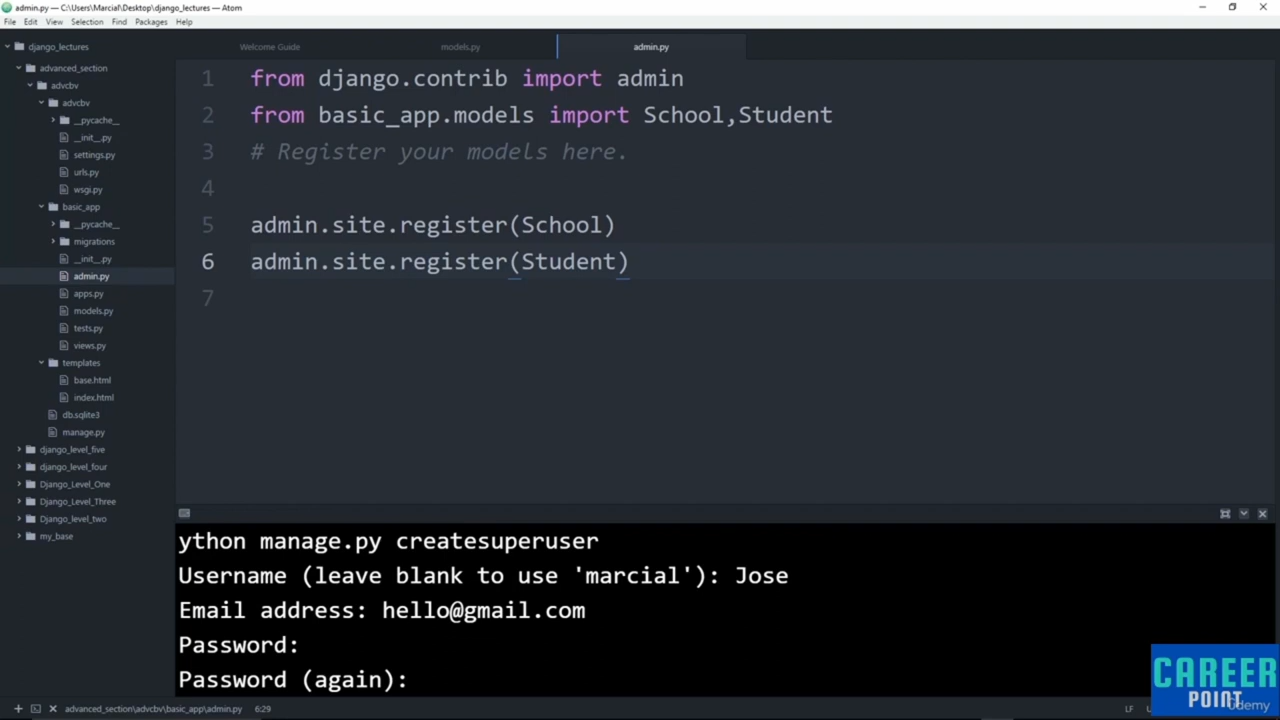 admin.py — C:\Users\Marcial\Desktop\django_lectures — Atom
File Edit View Selection Find Packages Help
django_lectures
advanced_section
advcbv
advcbv
__pycache__
__init__.py
settings.py
urls.py
wsgi.py
basic_app
__pycache__
migrations
__init__.py
admin.py
apps.py
models.py
tests.py
views.py
templates
base.html
index.html
db.sqlite3
manage.py
django_level_five
django_level_four
Django_Level_One
Django_Level_Three
Django_level_two
my_base
Welcome Guide models.py admin.py
1 from django.contrib import admin
2 from basic_app.models import School,Student
3 # Register your models here.
4
5 admin.site.register(School)
6 admin.site.register(Student)
7
ython manage.py createsuperuser
Username (leave blank to use 'marcial'): Jose
Email address: hello@gmail.com
Password:
Password (again):
advanced_section\advcbv\basic_app\admin.py 6:29
LF
CAREER
POINT
Udemy